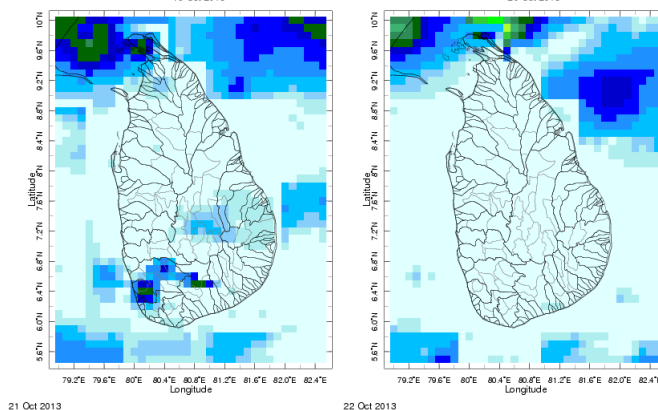 10°N 10°N
9.6°N 9.6°N
9.2°N 9.2°N
8.8°N 8.8°N
8.4°N 8.4°N
8°N 8°N
Latitude Latitude
7.6°N 7.6°N
7.2°N 7.2°N
6.8°N 6.8°N
6.4°N 6.4°N
6.0°N 6.0°N
5.6°N 5.6°N
79.2°E 79.6°E 80°E 80.4°E 80.8°E 81.2°E 81.6°E 82.0°E 82.4°E 79.2°E 79.6°E 80°E 80.4°E 80.8°E 81.2°E 81.6°E 82.0°E 82.4°E
Longitude Longitude
21 Oct 2013 22 Oct 2013